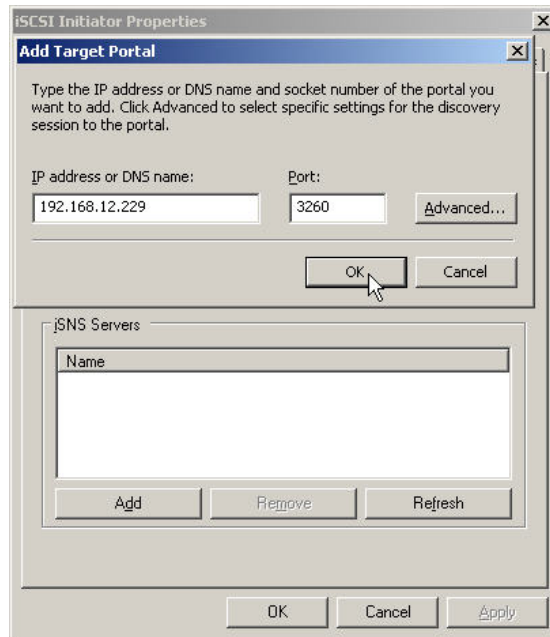 iSCSI Initiator Properties
Add Target Portal
Type the IP address or DNS name and socket number of the portal you
want to add. Click Advanced to select specific settings for the discovery
session to the portal.
IP address or DNS name: Port:
192.168.12.229 3260 Advanced...
OK Cancel
iSNS Servers
Name
Add Remove Refresh
OK Cancel Apply